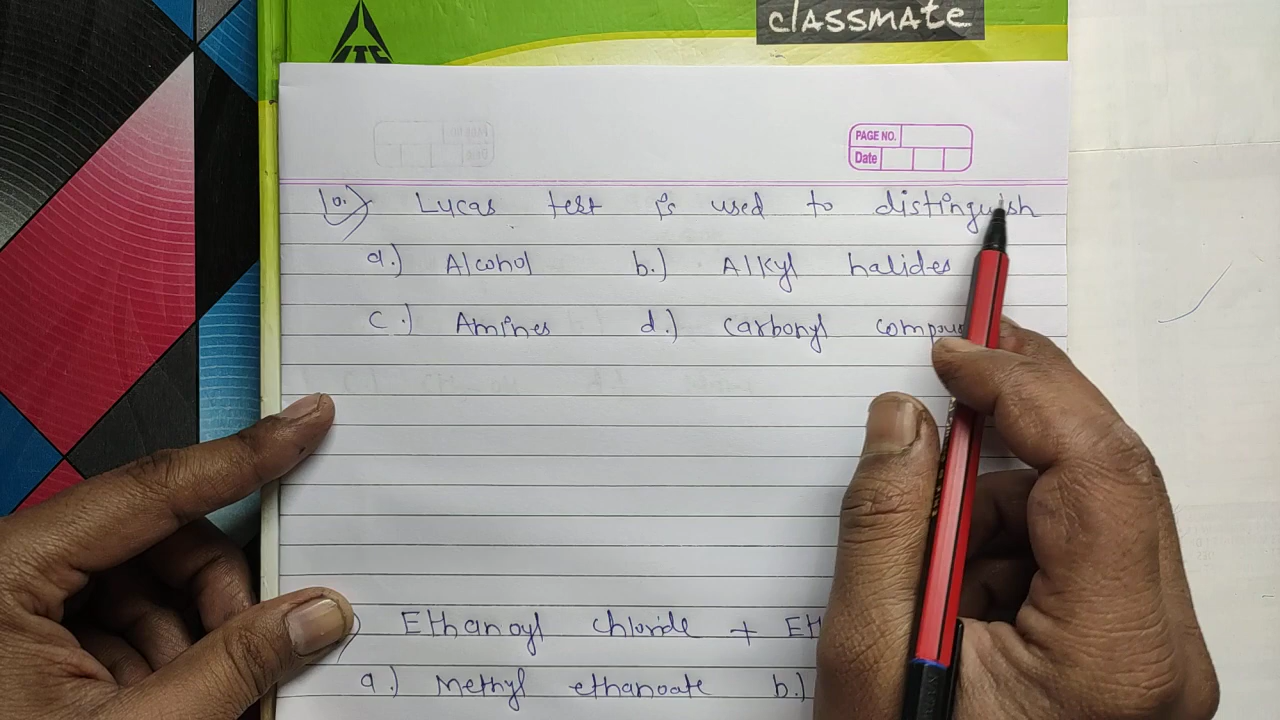 classmate
ITC
PAGE NO.
Date
10.) Lucas test is used to distinguish
a.) Alcohol b.) Alkyl halides
c.) Amines d.) carbonyl
Ethanoyl chloride +
a.) Methyl ethanoate b.)